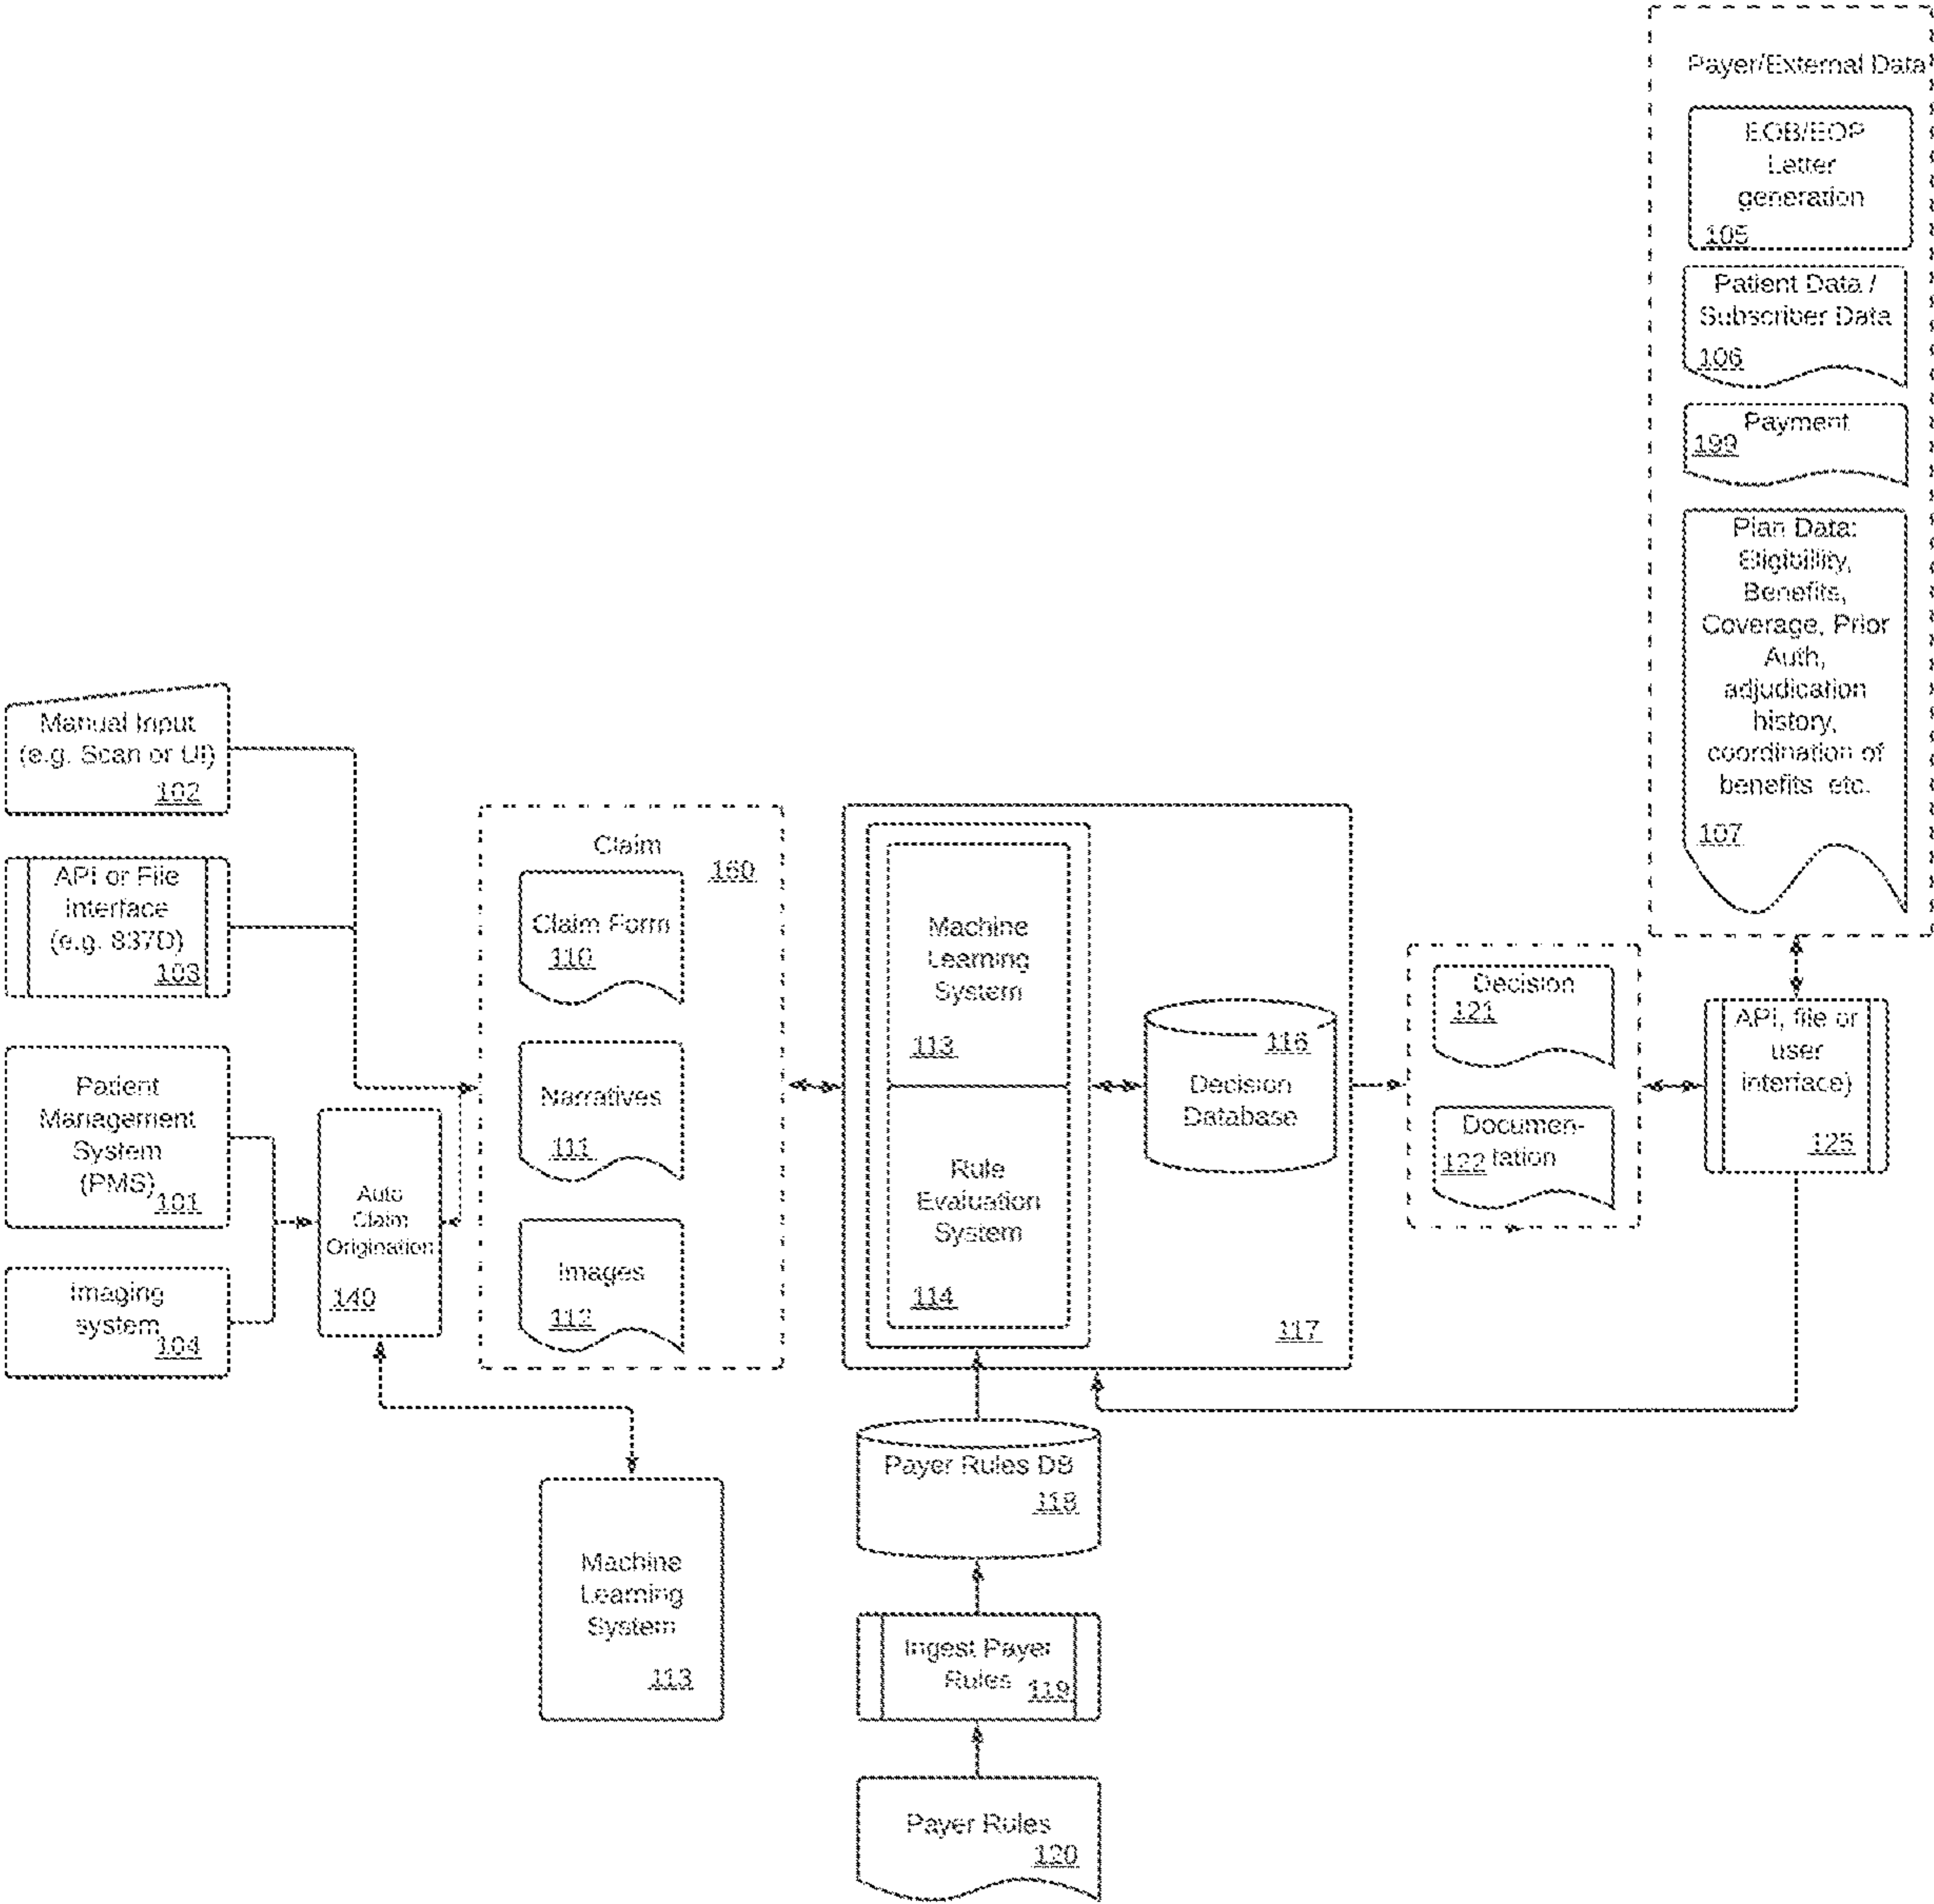 Payer/External Data
EOB/EOP
Letter
generation
105
Patient Data /
Subscriber Data
106
Payment
199
Plan Data:
Eligibility,
Benefits,
Coverage, Prior
Auth,
adjudication
history,
coordination of
benefits etc.
107
Manual Input
(e.g. Scan or UI)
102
API or File
Interface
(e.g. 837D)
103
Patient
Management
System
(PMS)
101
Imaging
system
104
Auto
Claim
Origination
140
Claim
160
Claim Form
110
Narratives
111
Images
112
Machine
Learning
System
113
Rule
Evaluation
System
114
116
Decision
Database
117
Decision
121
Documen-
122 tation
API, file or
user
interface)
125
Machine
Learning
System
113
Payer Rules DB
118
Ingest Payer
Rules
119
Payer Rules
120